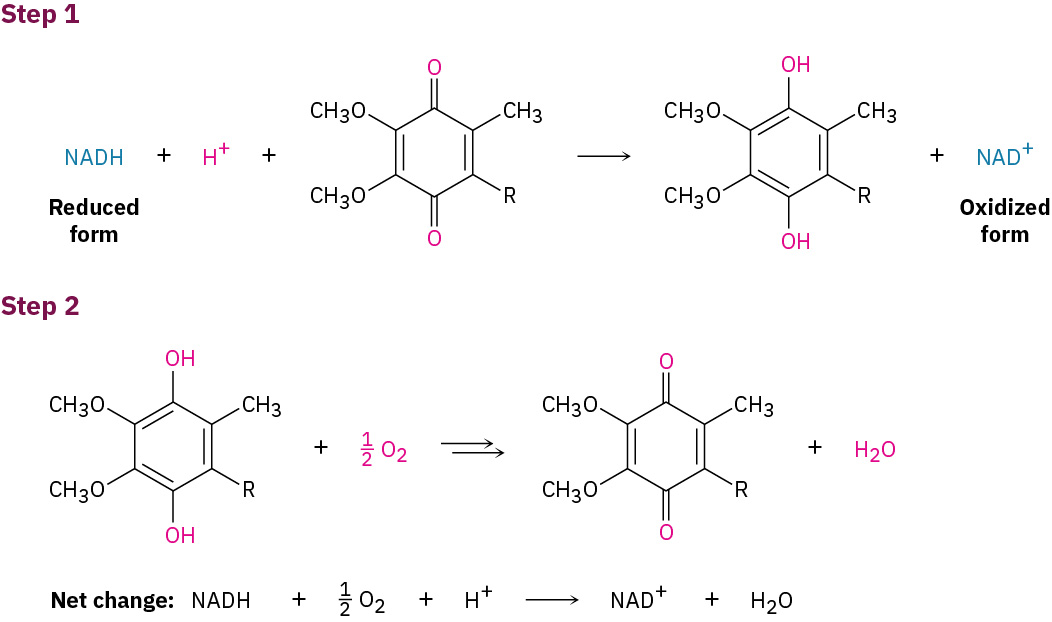 Step 1
O
CH₃O CH₃
NADH + H⁺ + → + NAD⁺
CH₃O R
O
OH
CH₃O CH₃
CH₃O R
OH
Reduced
form
Oxidized
form
Step 2
OH
CH₃O CH₃
+ ½ O₂
CH₃O R
OH
O
CH₃O CH₃
+ H₂O
CH₃O R
O
Net change: NADH + ½ O₂ + H⁺ → NAD⁺ + H₂O